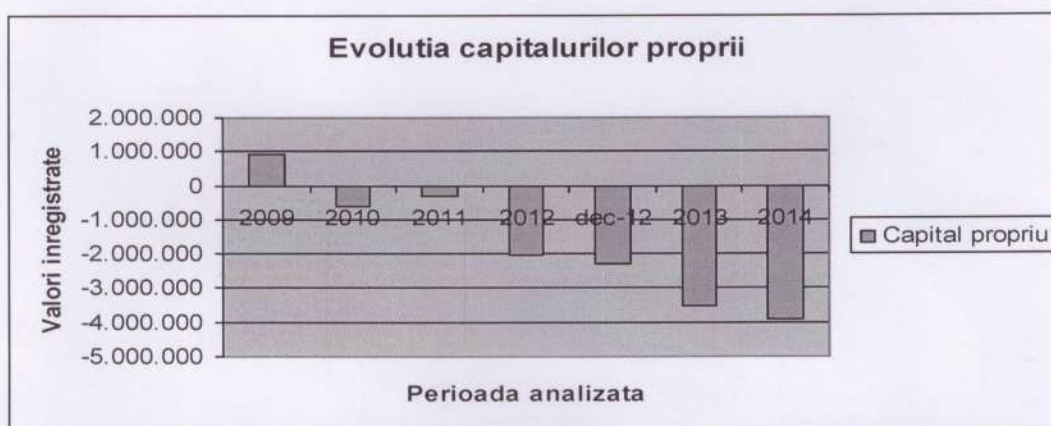 Evolutia capitalurilor proprii
2.000.000
1.000.000
0
-1.000.000
-2.000.000
-3.000.000
-4.000.000
-5.000.000
Valori inregistrate
2009 2010 2011 2012 dec-12 2013 2014
Capital propriu
Perioada analizata